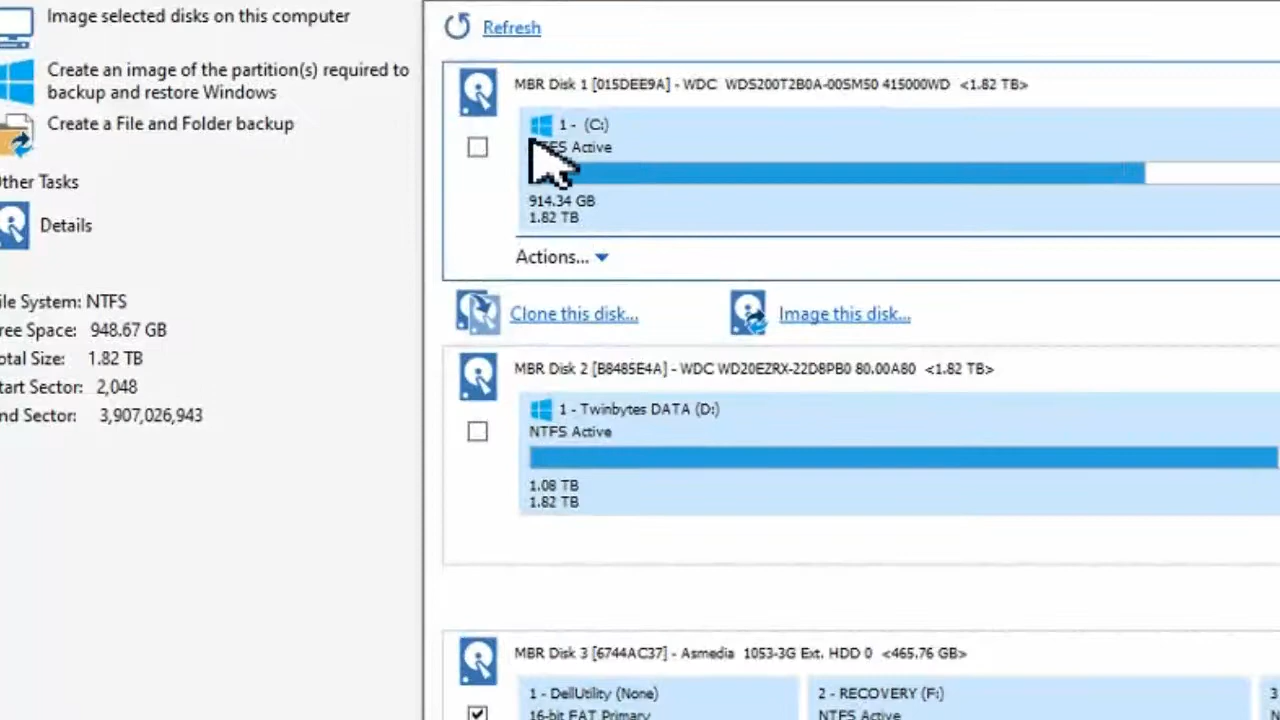 Image selected disks on this computer
Create an image of the partition(s) required to
backup and restore Windows
Create a File and Folder backup
ther Tasks
Details
ile System: NTFS
ree Space: 948.67 GB
otal Size: 1.82 TB
tart Sector: 2,048
nd Sector: 3,907,026,943
Refresh
MBR Disk 1 [015DEE9A] - WDC WDS200T2B0A-00SM50 415000WD <1.82 TB>
1 - (C:)
Active
914.34 GB
1.82 TB
Actions...
Clone this disk...
Image this disk...
MBR Disk 2 [B8485E4A] - WDC WD20EZRX-22D8PB0 80.00A80 <1.82 TB>
1 - Twinbytes DATA (D:)
NTFS Active
1.08 TB
1.82 TB
MBR Disk 3 [6744AC37] - Asmedia 1053-3G Ext. HDD 0 <465.76 GB>
1 - DellUtility (None)
16-bit FAT Primary
2 - RECOVERY (F:)
NTFS Active
3
N